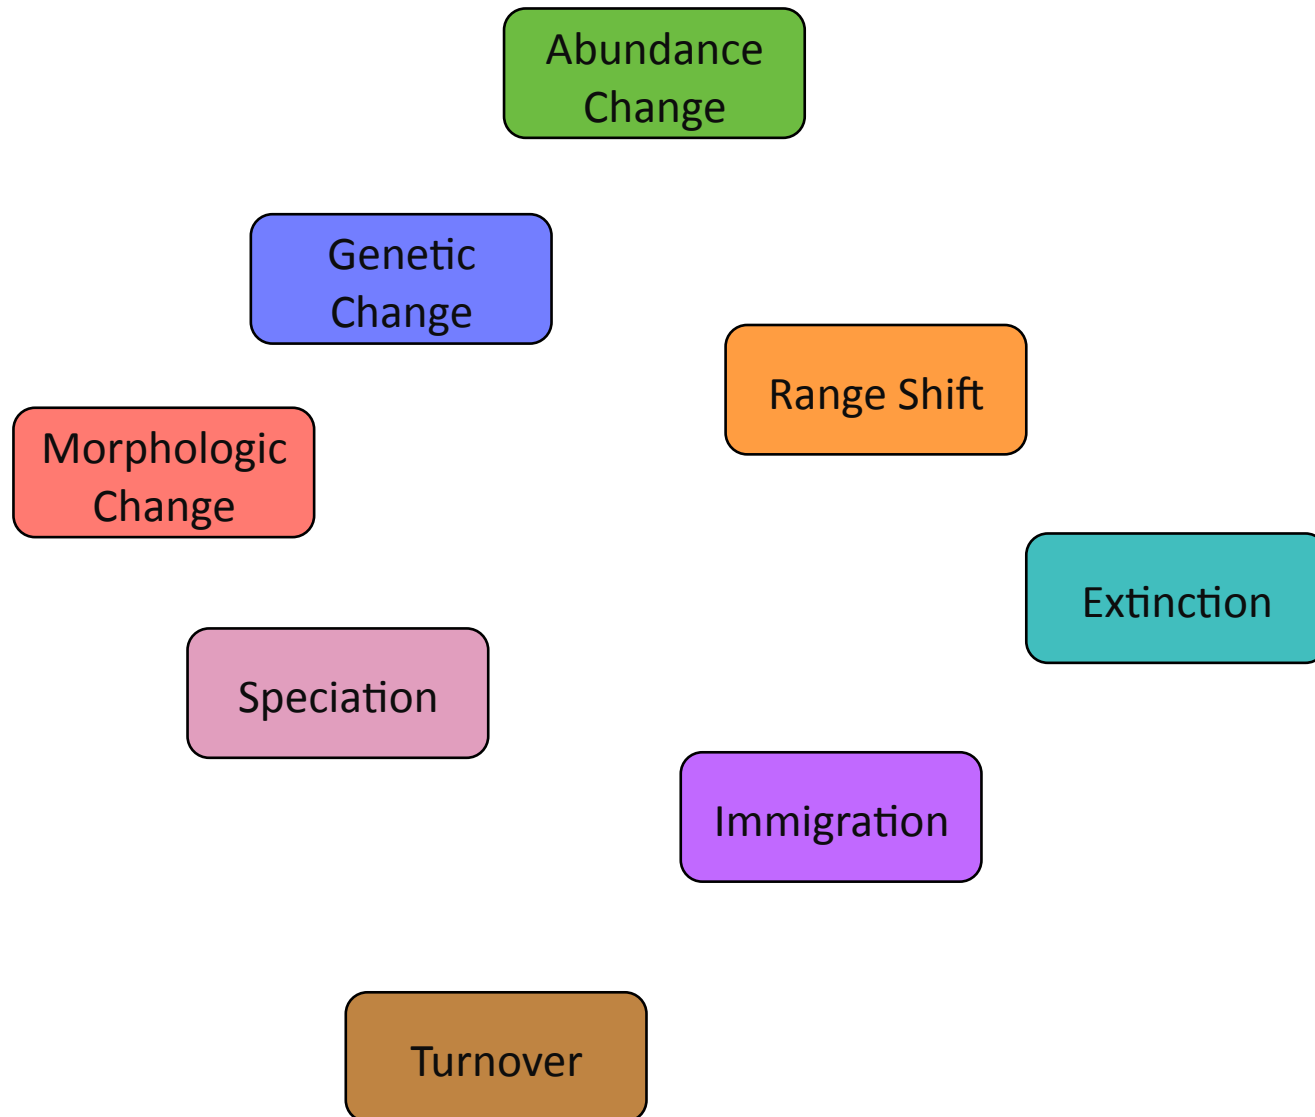 Abundance
Change
Genetic
Change
Range Shift
Morphologic
Change
Extinction
Speciation
Immigration
Turnover